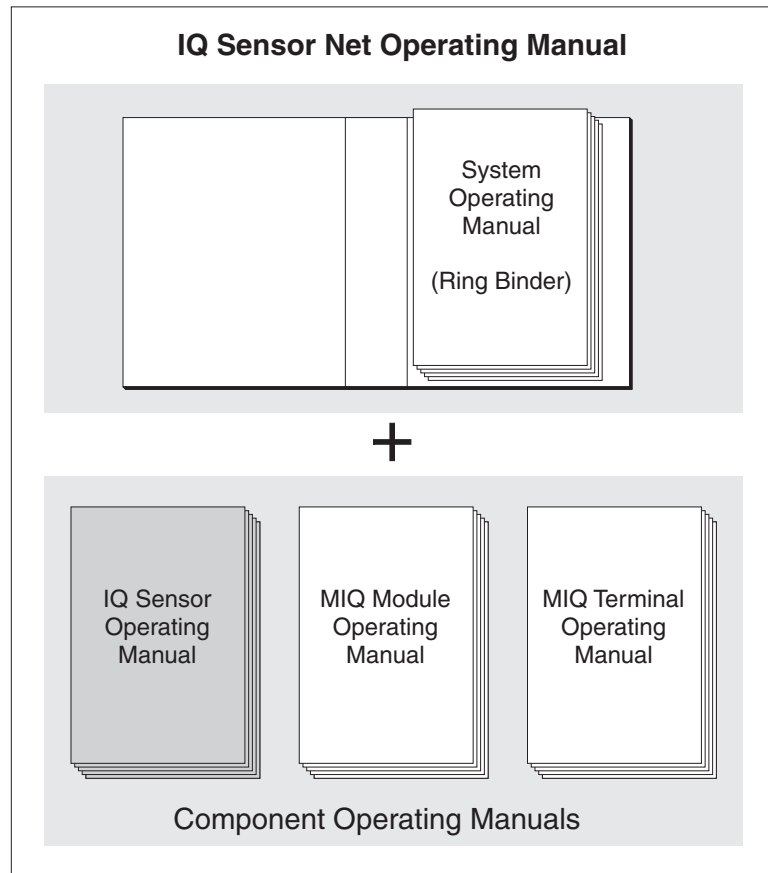 IQ Sensor Net Operating Manual
System
Operating
Manual
(Ring Binder)
+
IQ Sensor
Operating
Manual
MIQ Module
Operating
Manual
MIQ Terminal
Operating
Manual
Component Operating Manuals